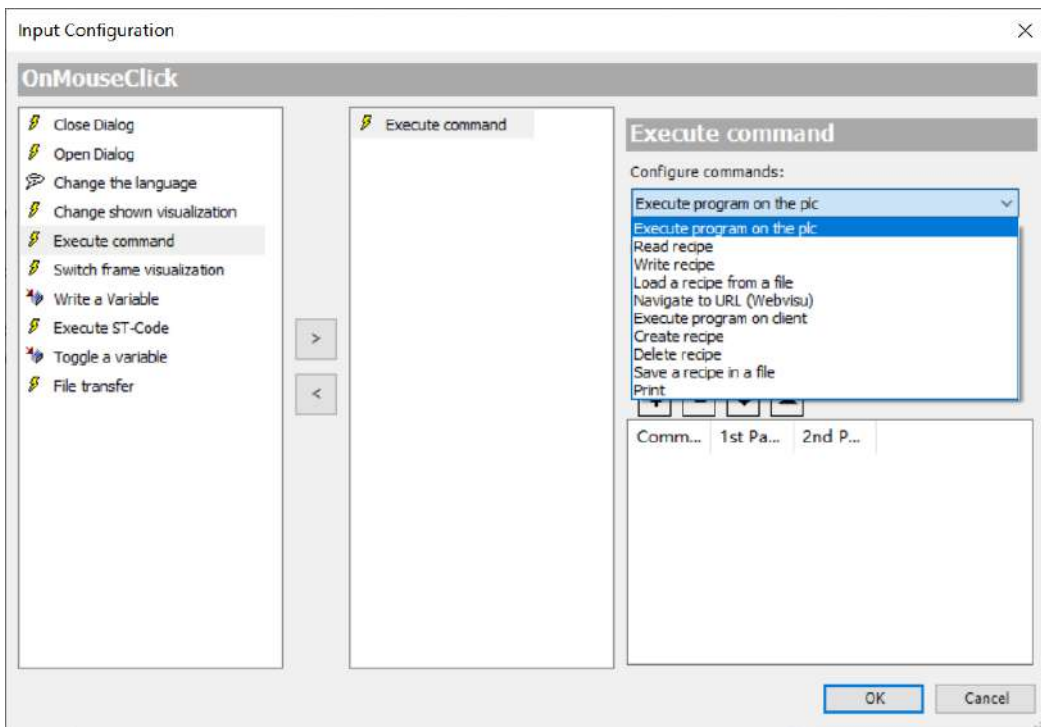 Input Configuration
OnMouseClick
Close Dialog
Open Dialog
Change the language
Change shown visualization
Execute command
Switch frame visualization
Write a Variable
Execute ST-Code
Toggle a variable
File transfer
>
<
Execute command
Execute command
Configure commands:
Execute program on the plc
Execute program on the plc
Read recipe
Write recipe
Load a recipe from a file
Navigate to URL (Webvisu)
Execute program on client
Create recipe
Delete recipe
Save a recipe in a file
Print
Comm... 1st Pa... 2nd P...
OK Cancel